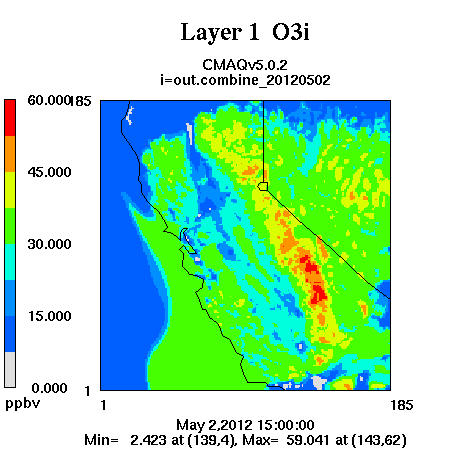 Layer 1 O3i
CMAQv5.0.2
i=out.combine_20120502
60.000
185
45.000
30.000
15.000
0.000
1
ppbv
1
185
May 2,2012 15:00:00
Min= 2.423 at (139,4), Max= 59.041 at (143,62)